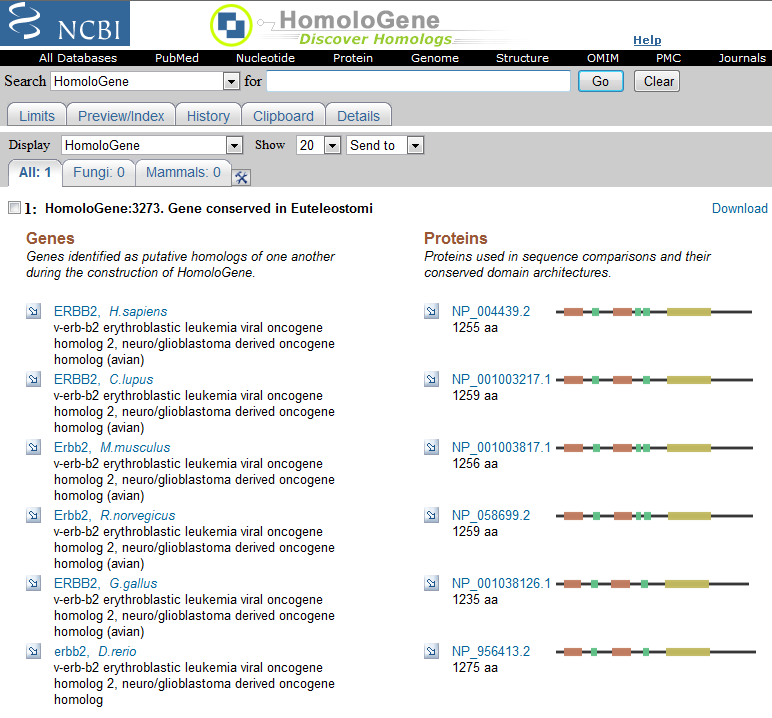 NCBI
HomoloGene
Discover Homologs
Help
All Databases PubMed Nucleotide Protein Genome Structure OMIM PMC Journals
Search HomoloGene for Go Clear
Limits Preview/Index History Clipboard Details
Display HomoloGene Show 20 Send to
All: 1 Fungi: 0 Mammals: 0
1: HomoloGene:3273. Gene conserved in Euteleostomi Download
Genes
Genes identified as putative homologs of one another
during the construction of HomoloGene.
Proteins
Proteins used in sequence comparisons and their
conserved domain architectures.
ERBB2, H.sapiens
v-erb-b2 erythroblastic leukemia viral oncogene
homolog 2, neuro/glioblastoma derived oncogene
homolog (avian)
NP_004439.2
1255 aa
ERBB2, C.lupus
v-erb-b2 erythroblastic leukemia viral oncogene
homolog 2, neuro/glioblastoma derived oncogene
homolog (avian)
NP_001003217.1
1259 aa
Erbb2, M.musculus
v-erb-b2 erythroblastic leukemia viral oncogene
homolog 2, neuro/glioblastoma derived oncogene
homolog (avian)
NP_001003817.1
1256 aa
Erbb2, R.norvegicus
v-erb-b2 erythroblastic leukemia viral oncogene
homolog 2, neuro/glioblastoma derived oncogene
homolog (avian)
NP_058699.2
1259 aa
ERBB2, G.gallus
v-erb-b2 erythroblastic leukemia viral oncogene
homolog 2, neuro/glioblastoma derived oncogene
homolog (avian)
NP_001038126.1
1235 aa
erbb2, D.rerio
v-erb-b2 erythroblastic leukemia viral oncogene
homolog 2, neuro/glioblastoma derived oncogene
homolog
NP_956413.2
1275 aa